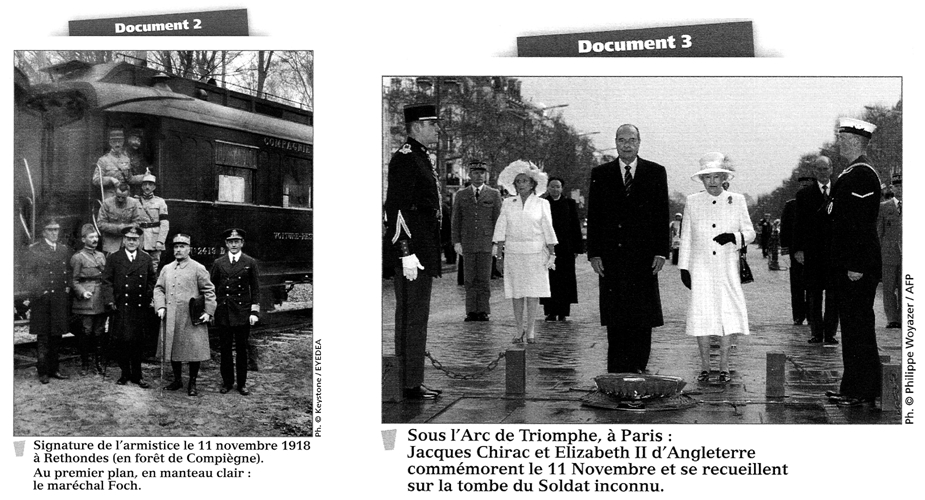 Document 2
COMPAGNIE
Nº 2419 D
Ph. © Keystone / EYEDEA
Signature de l'armistice le 11 novembre 1918
à Rethondes (en forêt de Compiègne).
Au premier plan, en manteau clair :
le maréchal Foch.
Document 3
Ph. © Philippe Woyazer / AFP
Sous l'Arc de Triomphe, à Paris :
Jacques Chirac et Elizabeth II d'Angleterre
commémorent le 11 Novembre et se recueillent
sur la tombe du Soldat inconnu.